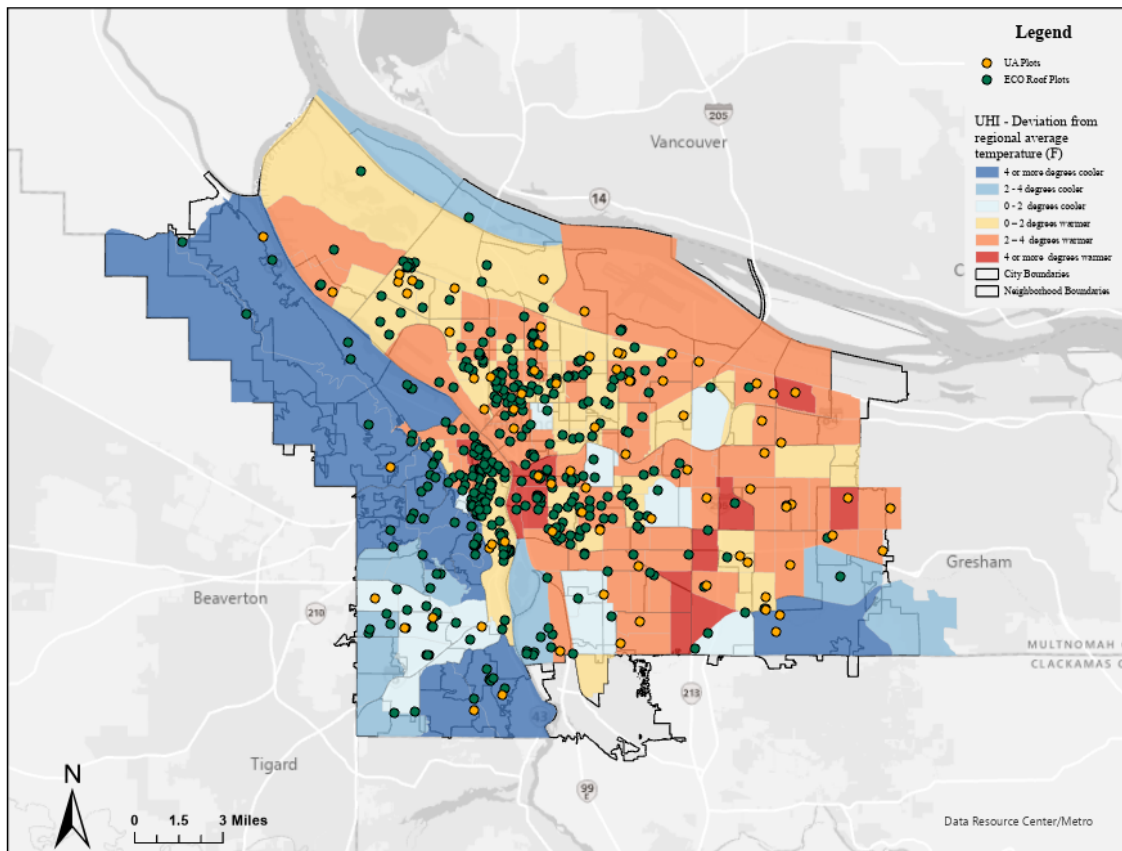 Legend
UA Plots
ECO Roof Plots
UHI - Deviation from
regional average
temperature (F)
4 or more degrees cooler
2 - 4 degrees cooler
0 - 2 degrees cooler
0 – 2 degrees warmer
2 – 4 degrees warmer
4 or more degrees warmer
City Boundaries
Neighborhood Boundaries
205
Vancouver
14
C
84
Gresham
Beaverton
210
MULTNOMAH
CLACKAMAS C
213
43
Tigard
99
E
N
0 1.5 3 Miles
Data Resource Center/Metro